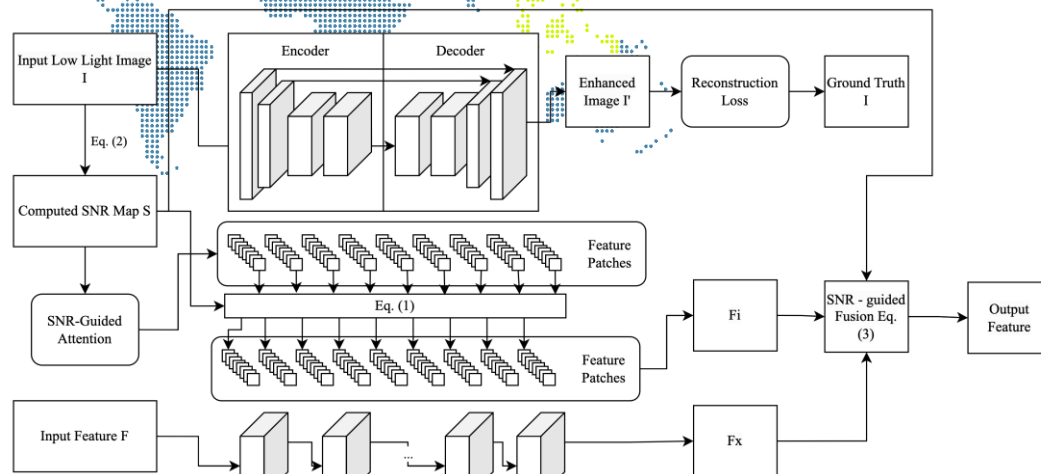 Input Low Light Image
I
Eq. (2)
Computed SNR Map S
SNR-Guided
Attention
Input Feature F
Encoder
Decoder
Enhanced
Image I'
Reconstruction
Loss
Ground Truth
I
Feature
Patches
Eq. (1)
Feature
Patches
...
Fi
Fx
SNR - guided
Fusion Eq.
(3)
Output
Feature